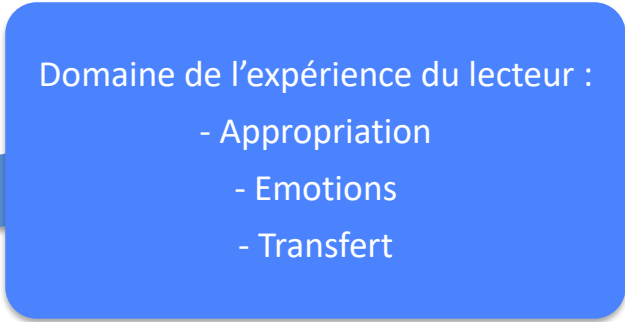 Domaine de l’expérience du lecteur :
- Appropriation
- Emotions
- Transfert